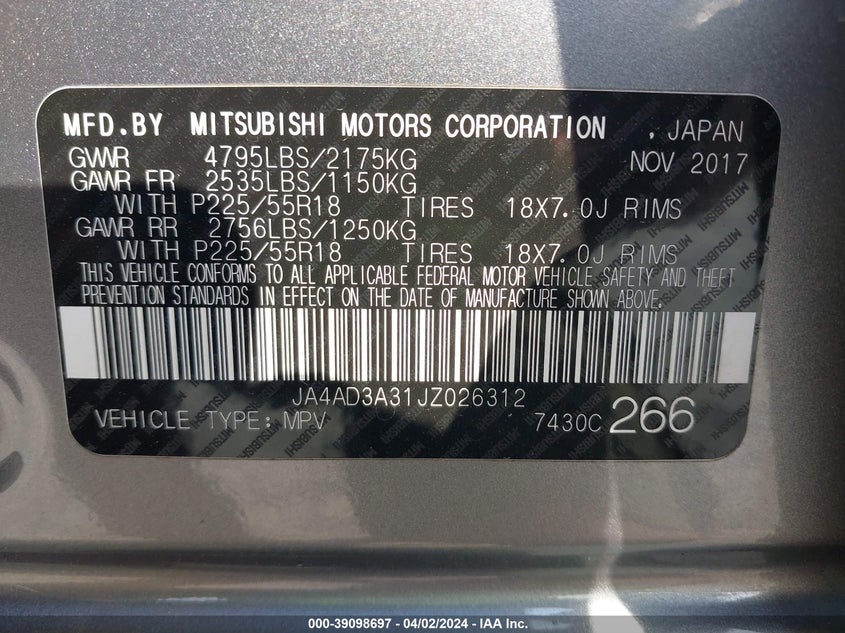 MFD.BY MITSUBISHI MOTORS CORPORATION , JAPAN
GVWR 4795LBS/2175KG NOV 2017
GAWR FR 2535LBS/1150KG
WITH P225/55R18 TIRES 18X7.0J RIMS
GAWR RR 2756LBS/1250KG
WITH P225/55R18 TIRES 18X7.0J RIMS
THIS VEHICLE CONFORMS TO ALL APPLICABLE FEDERAL MOTOR VEHICLE SAFETY AND THEFT
PREVENTION STANDARDS IN EFFECT ON THE DATE OF MANUFACTURE SHOWN ABOVE.
JA4AD3A31JZ026312
VEHICLE TYPE:MPV 7430C 266
000-39098697 - 04/02/2024 - IAA Inc.